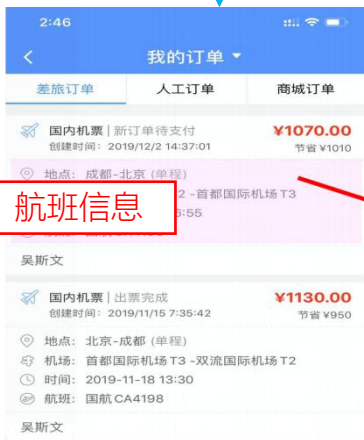 2:46
我的订单
差旅订单 人工订单 商城订单
国内机票 | 新订单待支付 ¥1070.00
创建时间：2019/12/2 14:37:01 节省 ¥1010
地点：成都-北京 (单程)
2 -首都国际机场 T3
航班信息 :55
吴斯文
国内机票 | 出票完成 ¥1130.00
创建时间：2019/11/15 7:35:42 节省 ¥950
地点：北京-成都 (单程)
机场：首都国际机场 T3 -双流国际机场 T2
时间：2019-11-18 13:30
航班：国航 CA4198
吴斯文